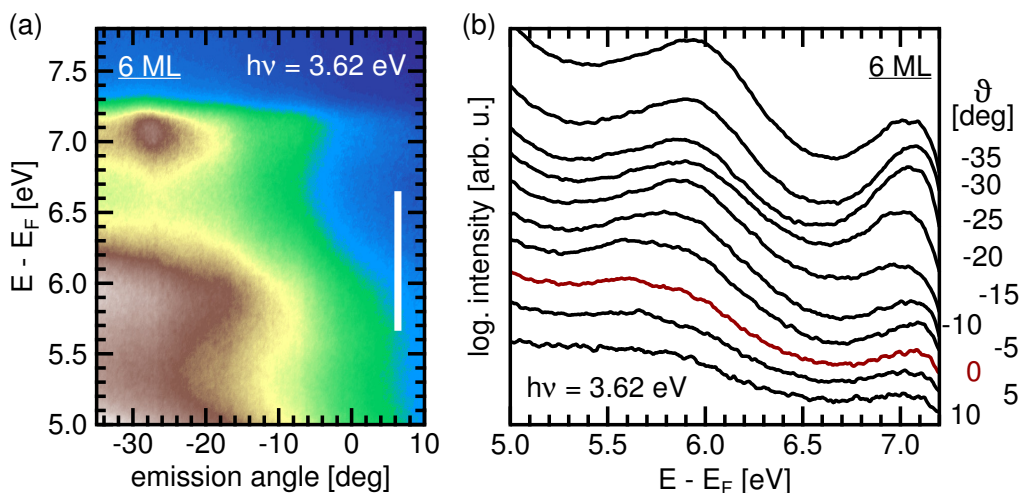 (a)
6 ML
hν = 3.62 eV
7.5
7.0
6.5
6.0
5.5
5.0
E - E_F [eV]
-30
-20
-10
0
10
emission angle [deg]
(b)
6 ML
ϑ
[deg]
-35
-30
-25
-20
-15
-10
-5
0
5
10
log. intensity [arb. u.]
hν = 3.62 eV
5.0
5.5
6.0
6.5
7.0
E - E_F [eV]